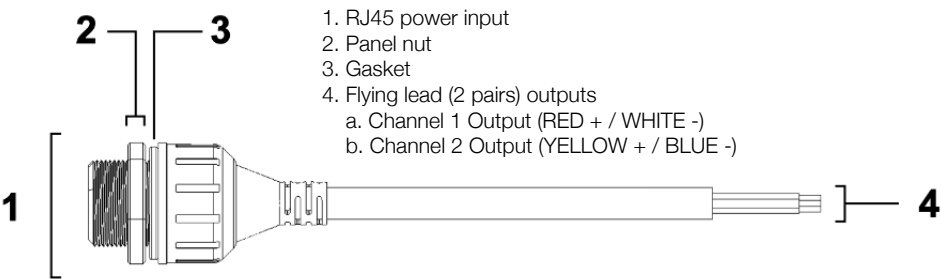 2
3
1. RJ45 power input
2. Panel nut
3. Gasket
4. Flying lead (2 pairs) outputs
a. Channel 1 Output (RED + / WHITE -)
b. Channel 2 Output (YELLOW + / BLUE -)
1
4